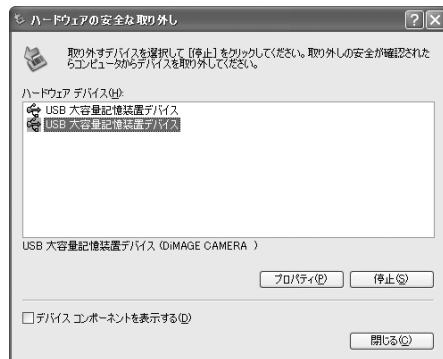 ハードウェアの安全な取り外し
取り外すデバイスを選択して [停止] をクリックしてください。取り外しの安全が確認された
らコンピュータからデバイスを取り外してください。
ハードウェア デバイス(H):
USB 大容量記憶装置デバイス
USB 大容量記憶装置デバイス
USB 大容量記憶装置デバイス (DiMAGE CAMERA )
プロパティ(P) 停止(S)
デバイス コンポーネントを表示する(D)
閉じる(C)